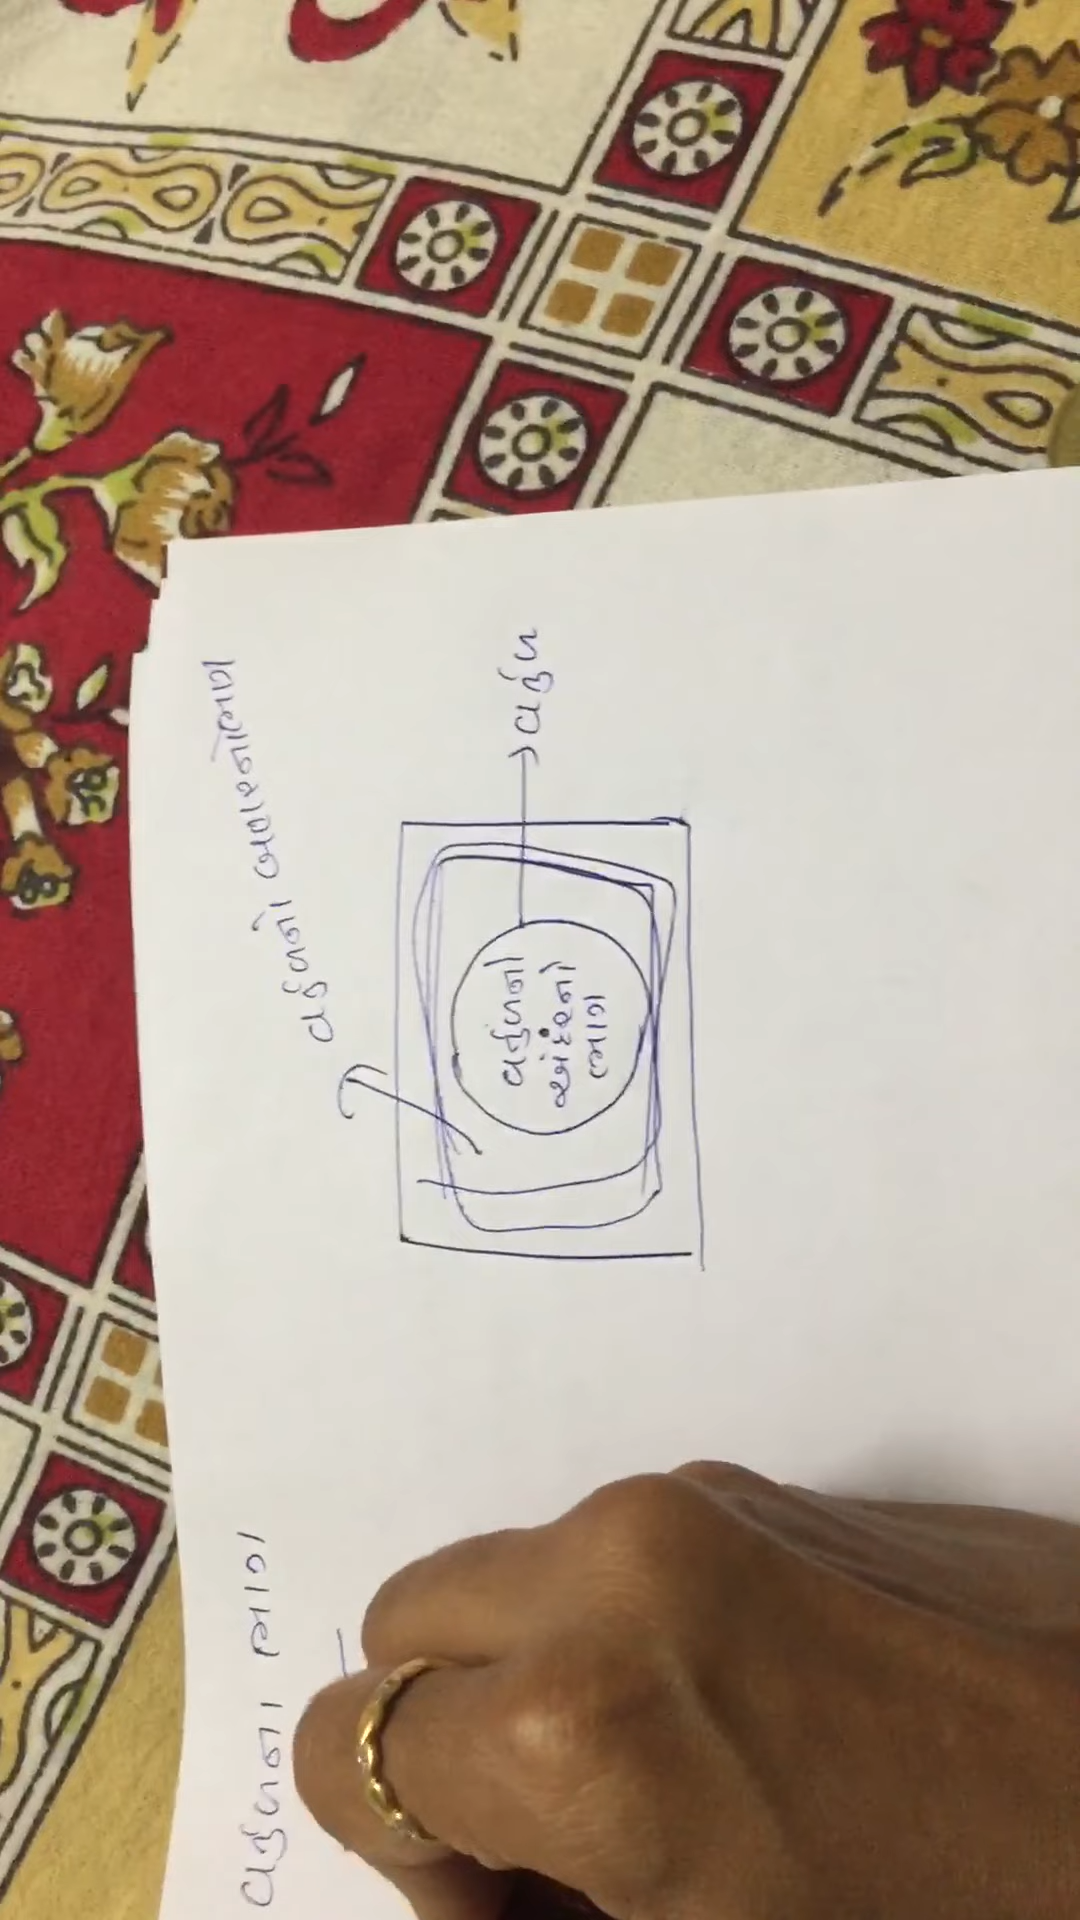 વર્તુળના ભાગ
વર્તુળનો બહારનો ભાગ
વર્તુળ
વર્તુળનો
અંદરનો
ભાગ